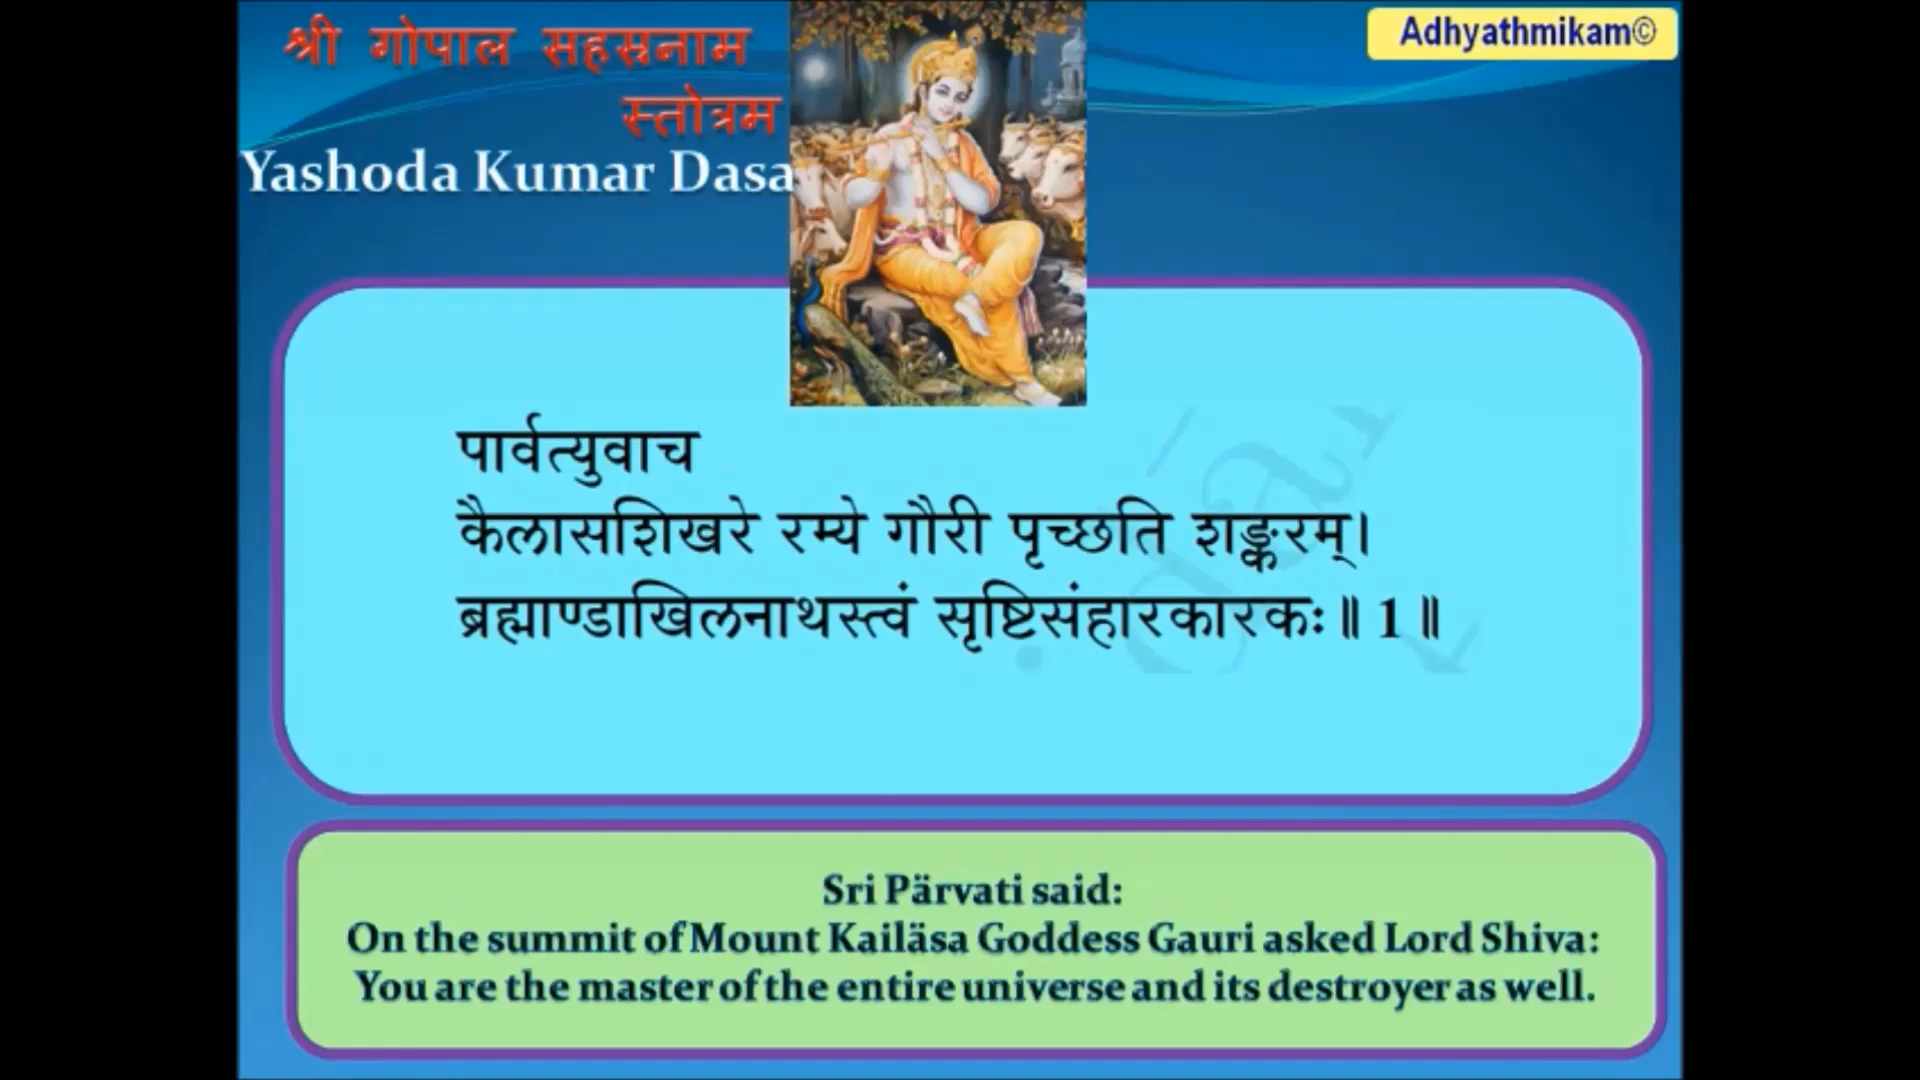 श्री गोपाल सहस्रनाम
स्तोत्रम
Yashoda Kumar Dasa
Adhyathmikam©
पार्वत्युवाच
कैलासशिखरे रम्ये गौरी पृच्छति शङ्करम्।
ब्रह्माण्डाखिलनाथस्त्वं सृष्टिसंहारकारकः॥ 1 ॥
Sri Pärvati said:
On the summit of Mount Kailäsa Goddess Gauri asked Lord Shiva:
You are the master of the entire universe and its destroyer as well.